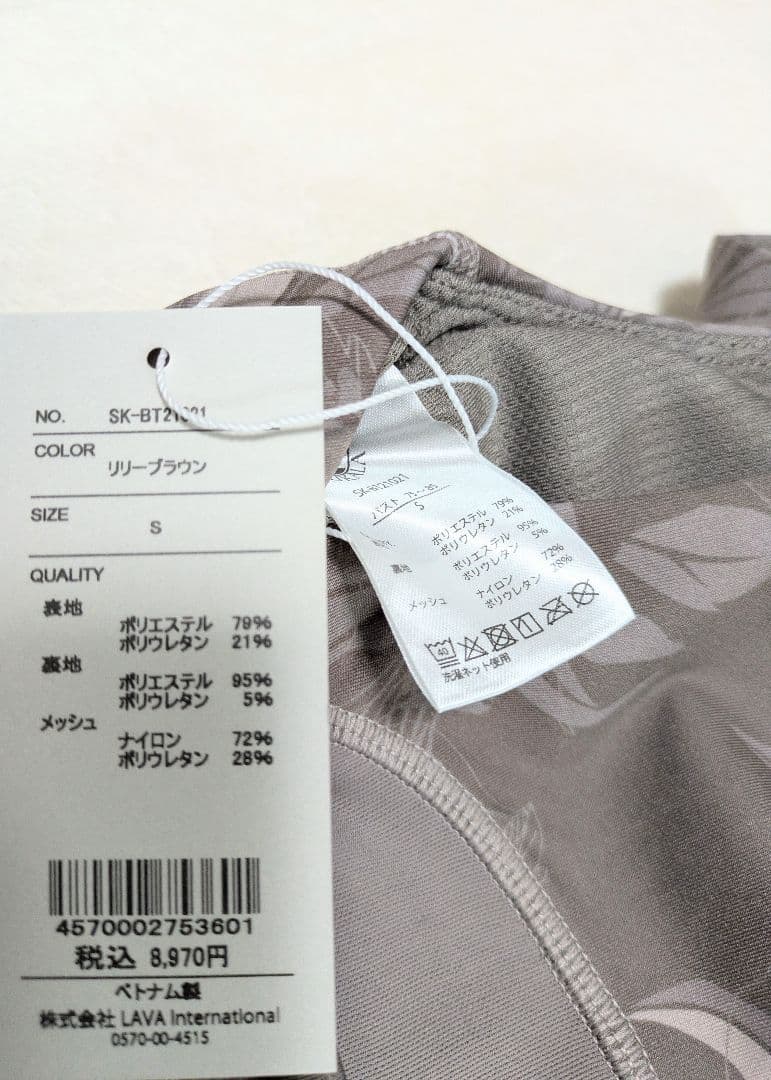 NO. SK-BT21021
COLOR
リリーブラウン
SIZE
S
QUALITY
表地
ポリエステル 79%
ポリウレタン 21%
裏地
ポリエステル 95%
ポリウレタン 5%
メッシュ
ナイロン 72%
ポリウレタン 28%
4570002753601
税込 8,970円
ベトナム製
株式会社 LAVA International
0570-00-4515
SK-BT21021
バスト
S
ポリエステル 79%
ポリウレタン 21%
裏地
ポリエステル 95%
ポリウレタン 5%
メッシュ
ナイロン 72%
ポリウレタン 28%
40
洗濯ネット使用